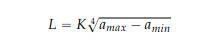 L = K∜(a_max − a_min)